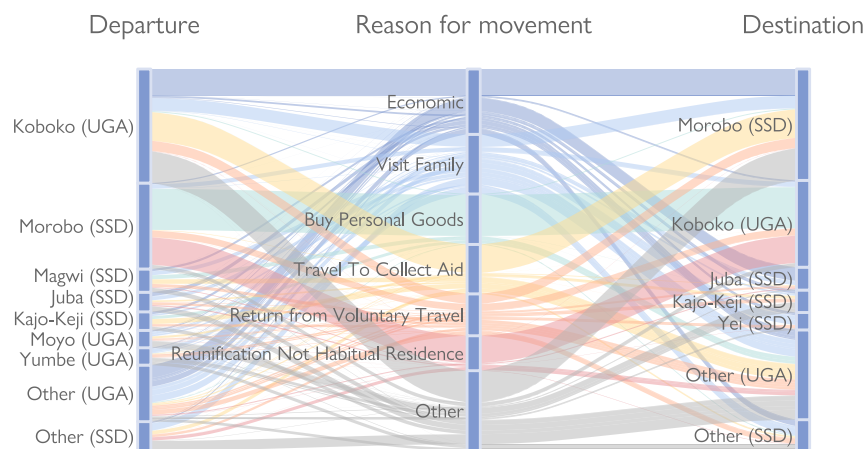 Departure
Reason for movement
Destination
Koboko (UGA)
Morobo (SSD)
Magwi (SSD)
Juba (SSD)
Kajo-Keji (SSD)
Moyo (UGA)
Yumbe (UGA)
Other (UGA)
Other (SSD)
Economic
Visit Family
Buy Personal Goods
Travel To Collect Aid
Return from Voluntary Travel
Reunification Not Habitual Residence
Other
Morobo (SSD)
Koboko (UGA)
Juba (SSD)
Kajo-Keji (SSD)
Yei (SSD)
Other (UGA)
Other (SSD)